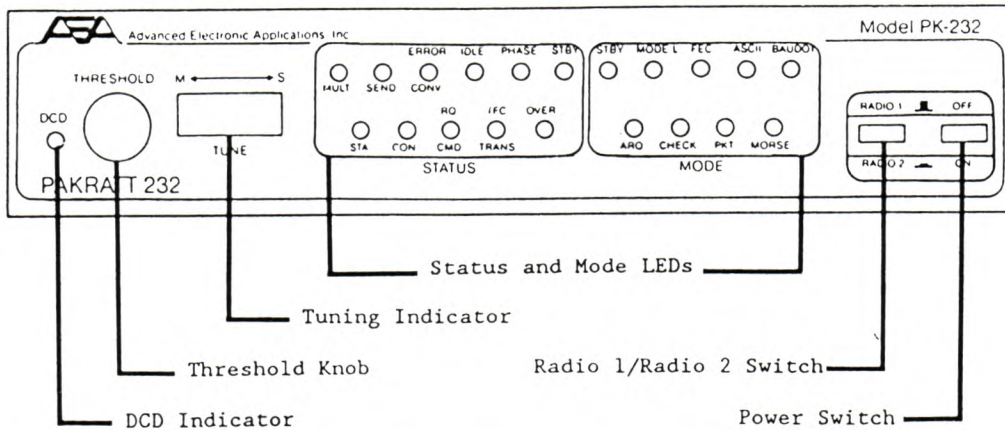 Advanced Electronic Applications, Inc.
Model PK-232
THRESHOLD
M S
DCD
TUNE
PAKRATT 232
ERROR IDLE PHASE STBY
MULT SEND CONV
RQ IFC OVER
STA CON CMD TRANS
STATUS
STBY MODE L FEC ASCII BAUDOT
ARQ CHECK PKT MORSE
MODE
RADIO 1 OFF
RADIO 2 ON
Status and Mode LEDs
Tuning Indicator
Threshold Knob
Radio 1/Radio 2 Switch
DCD Indicator
Power Switch